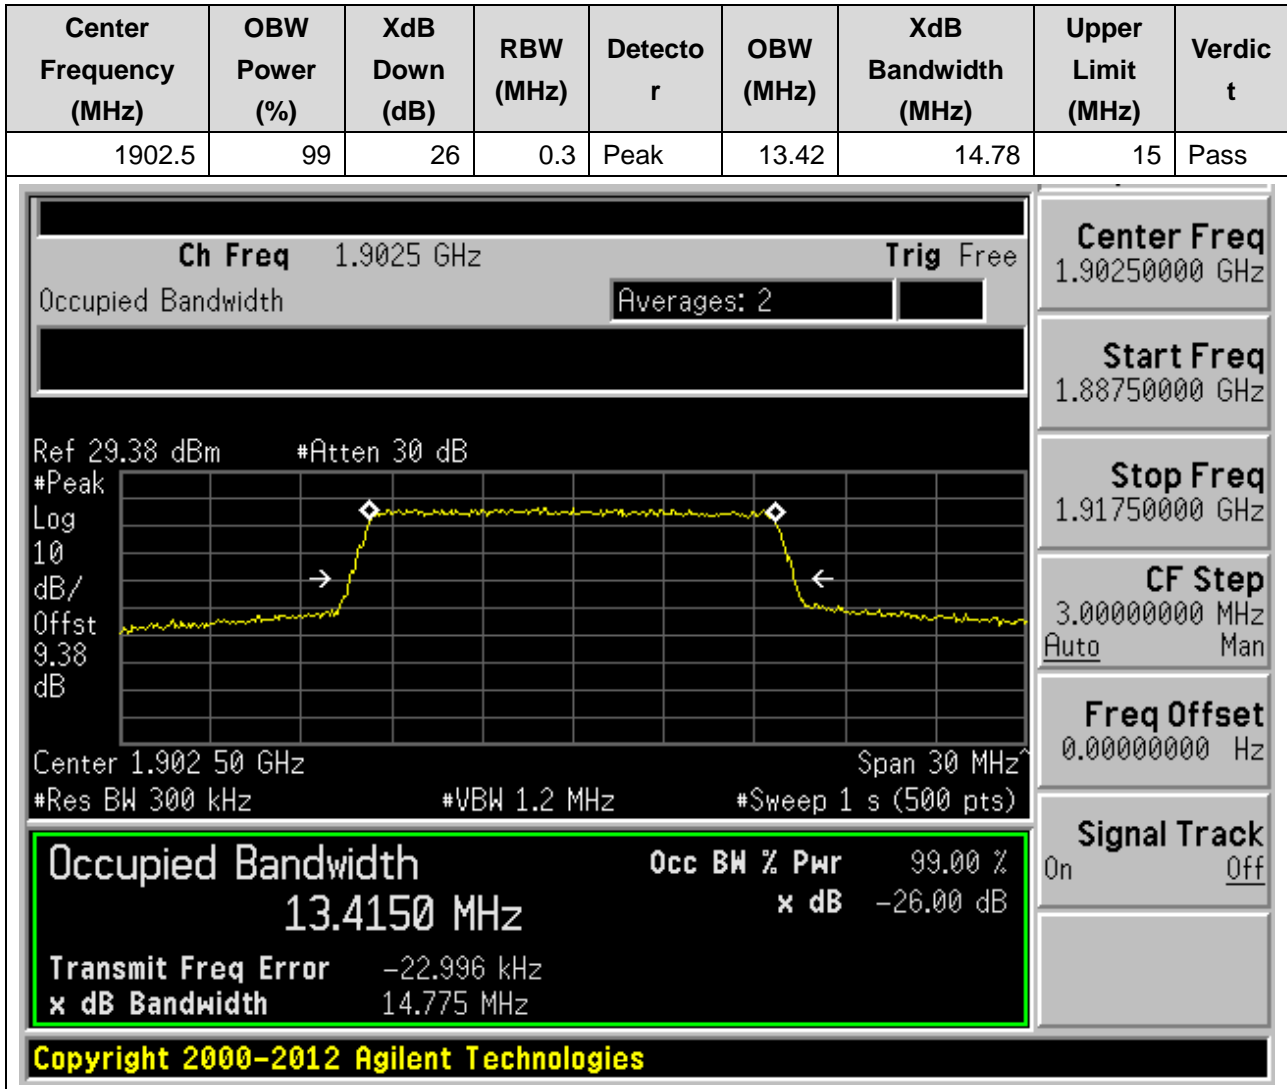 Center Frequency (MHz) OBW Power (%) XdB Down (dB) RBW (MHz) Detecto r OBW (MHz) XdB Bandwidth (MHz) Upper Limit (MHz) Verdic t
1902.5 99 26 0.3 Peak 13.42 14.78 15 Pass
Ch Freq 1.9025 GHz Trig Free
Occupied Bandwidth Averages: 2
Ref 29.38 dBm #Atten 30 dB
#Peak
Log
10
dB/
Offst
9.38
dB
Center 1.902 50 GHz Span 30 MHz^
#Res BW 300 kHz #VBW 1.2 MHz #Sweep 1 s (500 pts)
Occupied Bandwidth Occ BW % Pwr 99.00 %
13.4150 MHz x dB -26.00 dB
Transmit Freq Error -22.996 kHz
x dB Bandwidth 14.775 MHz
Copyright 2000-2012 Agilent Technologies
Center Freq
1.90250000 GHz
Start Freq
1.88750000 GHz
Stop Freq
1.91750000 GHz
CF Step
3.00000000 MHz
Auto Man
Freq Offset
0.00000000 Hz
Signal Track
On Off